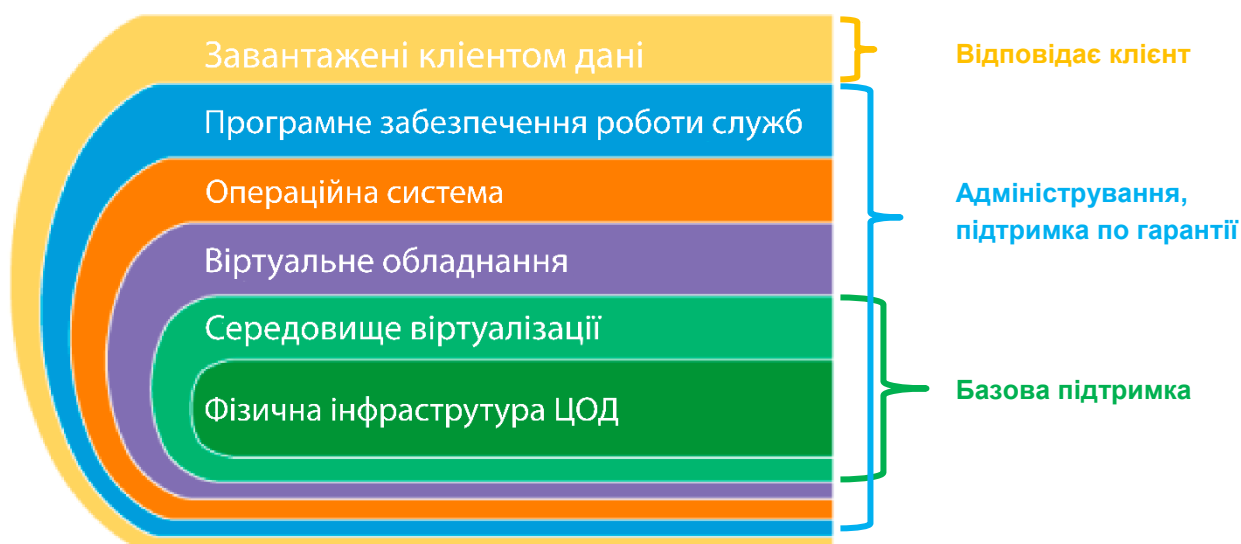 Завантажені клієнтом дані
Відповідає клієнт
Програмне забезпечення роботи служб
Операційна система
Адміністрування,
підтримка по гарантії
Віртуальне обладнання
Середовище віртуалізації
Базова підтримка
Фізична інфраструтура ЦОД